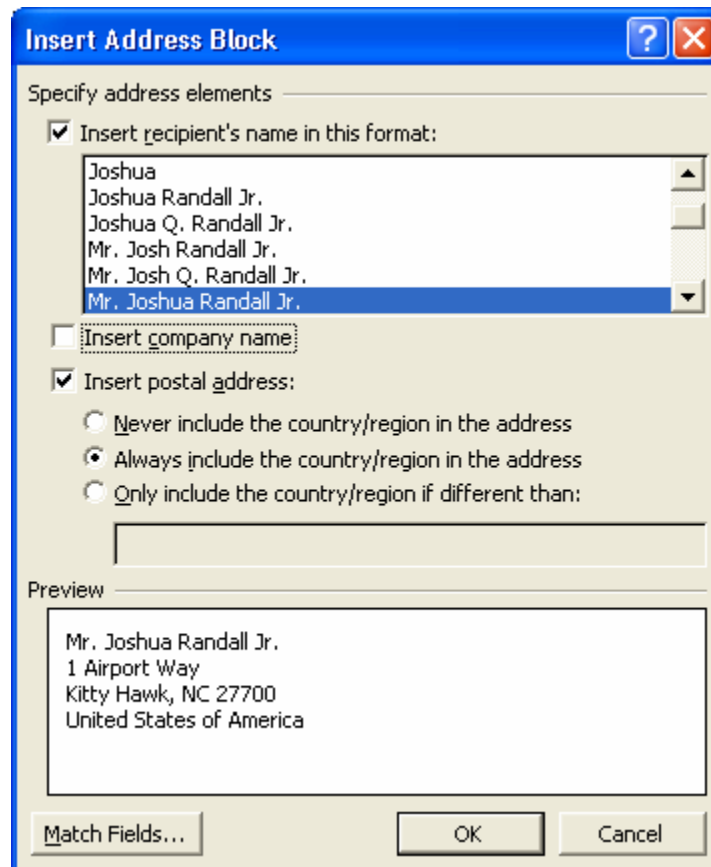 Insert Address Block
Specify address elements
Insert recipient's name in this format:
Joshua
Joshua Randall Jr.
Joshua Q. Randall Jr.
Mr. Josh Randall Jr.
Mr. Josh Q. Randall Jr.
Mr. Joshua Randall Jr.
Insert company name
Insert postal address:
Never include the country/region in the address
Always include the country/region in the address
Only include the country/region if different than:
Preview
Mr. Joshua Randall Jr.
1 Airport Way
Kitty Hawk, NC 27700
United States of America
Match Fields... OK Cancel